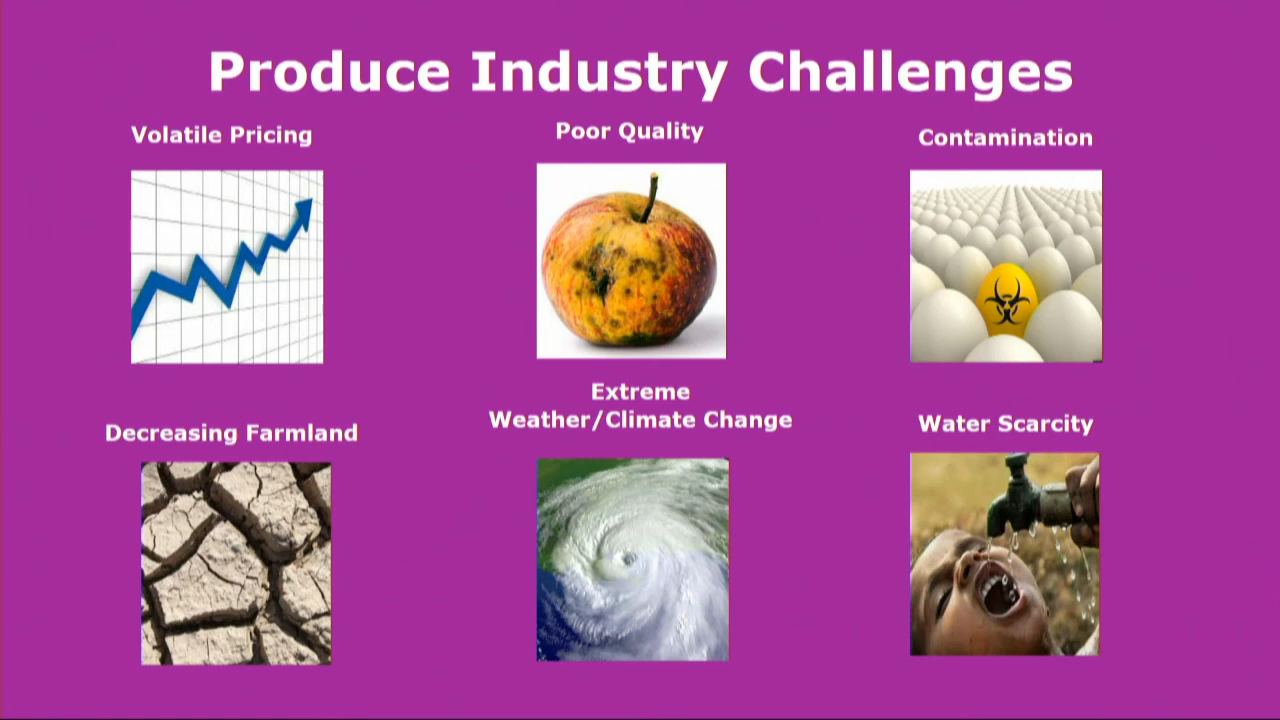 Produce Industry Challenges
Volatile Pricing
Poor Quality
Contamination
Decreasing Farmland
Extreme
Weather/Climate Change
Water Scarcity